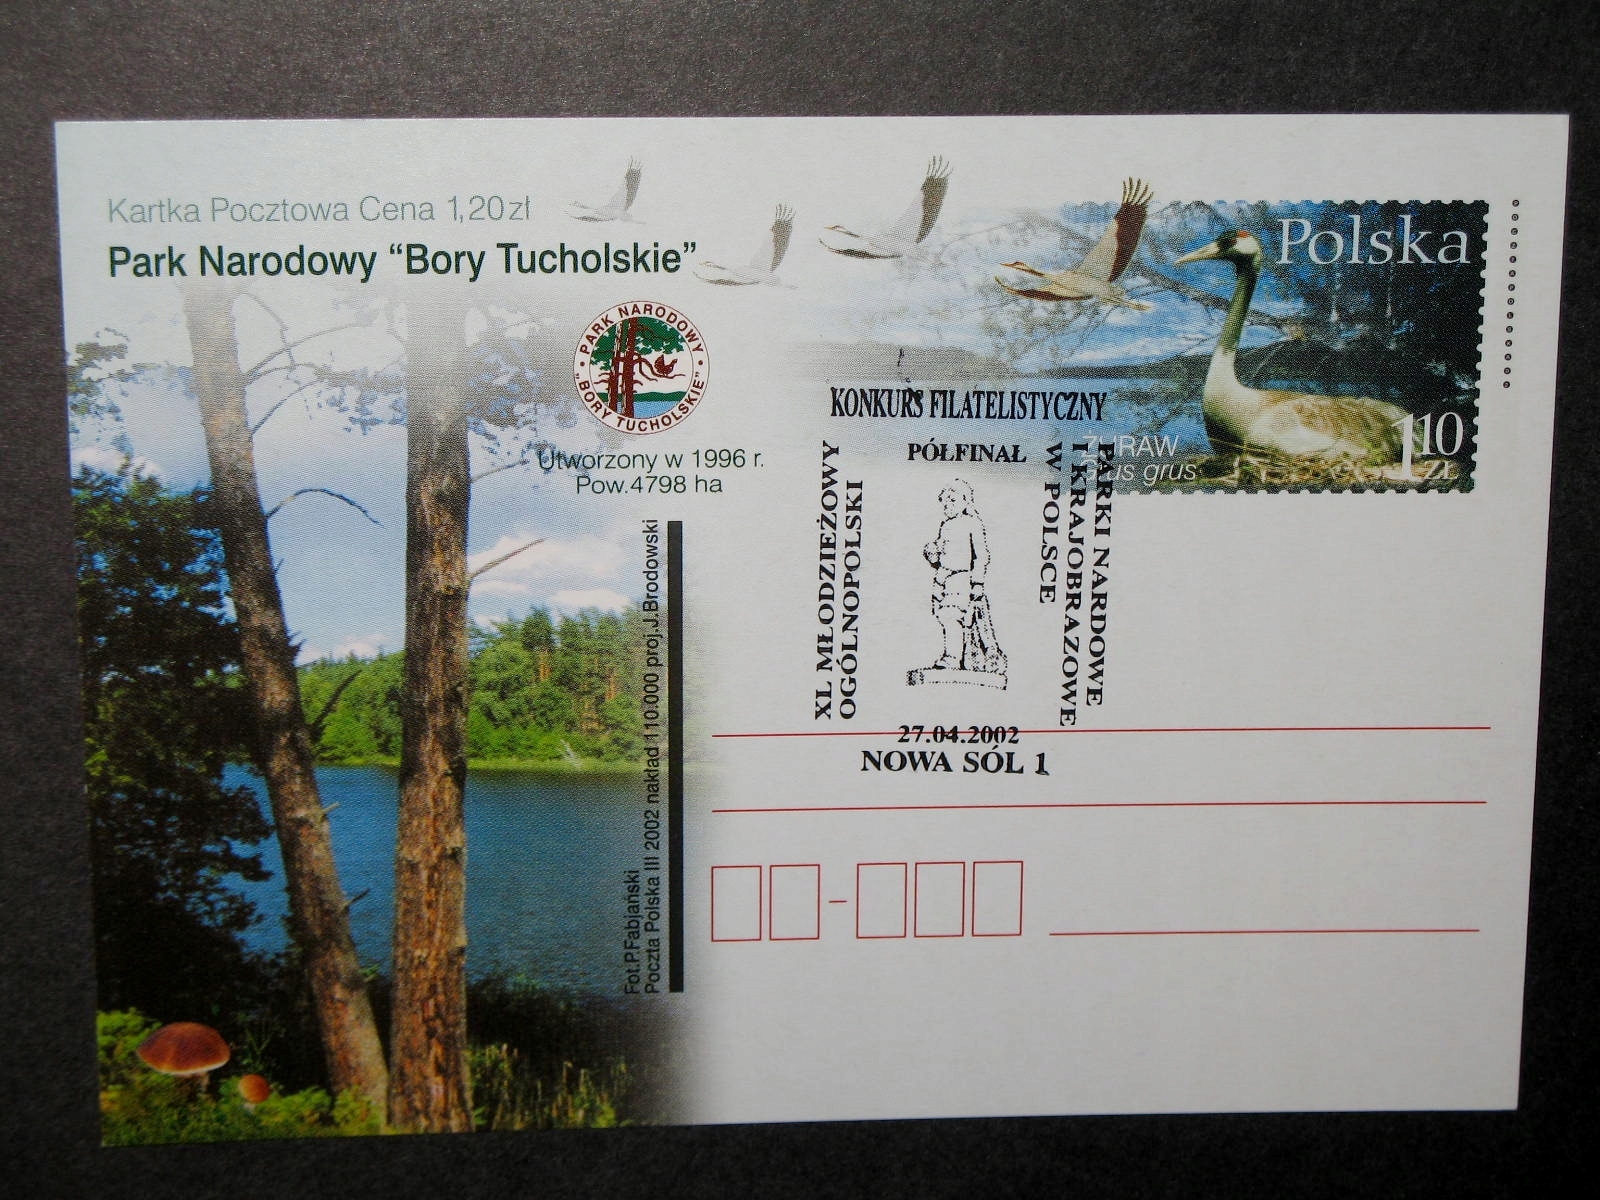 Kartka Pocztowa Cena 1,20 zł
Park Narodowy “Bory Tucholskie”
• PARK NARODOWY •
"BORY TUCHOLSKIE"
Utworzony w 1996 r.
Pow.4798 ha
Fot.P.Fabjański
Poczta Polska III 2002 nakład 110.000 proj.J.Brodowski
Polska
110
ZŁ
ŻURAW
grus
KONKURS FILATELISTYCZNY
PÓŁFINAŁ
XL MŁODZIEŻOWY
OGÓLNOPOLSKI
PARKI NARDOWE
I KRAJOBRAZOWE
W POLSCE
27.04.2002
NOWA SÓL 1